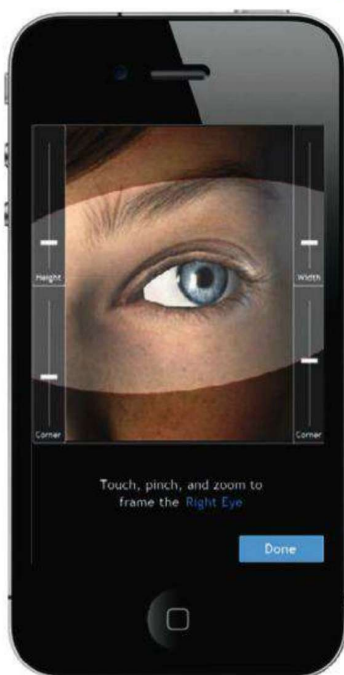 Height
Width
Corner
Corner
Touch, pinch, and zoom to
frame the Right Eye
Done